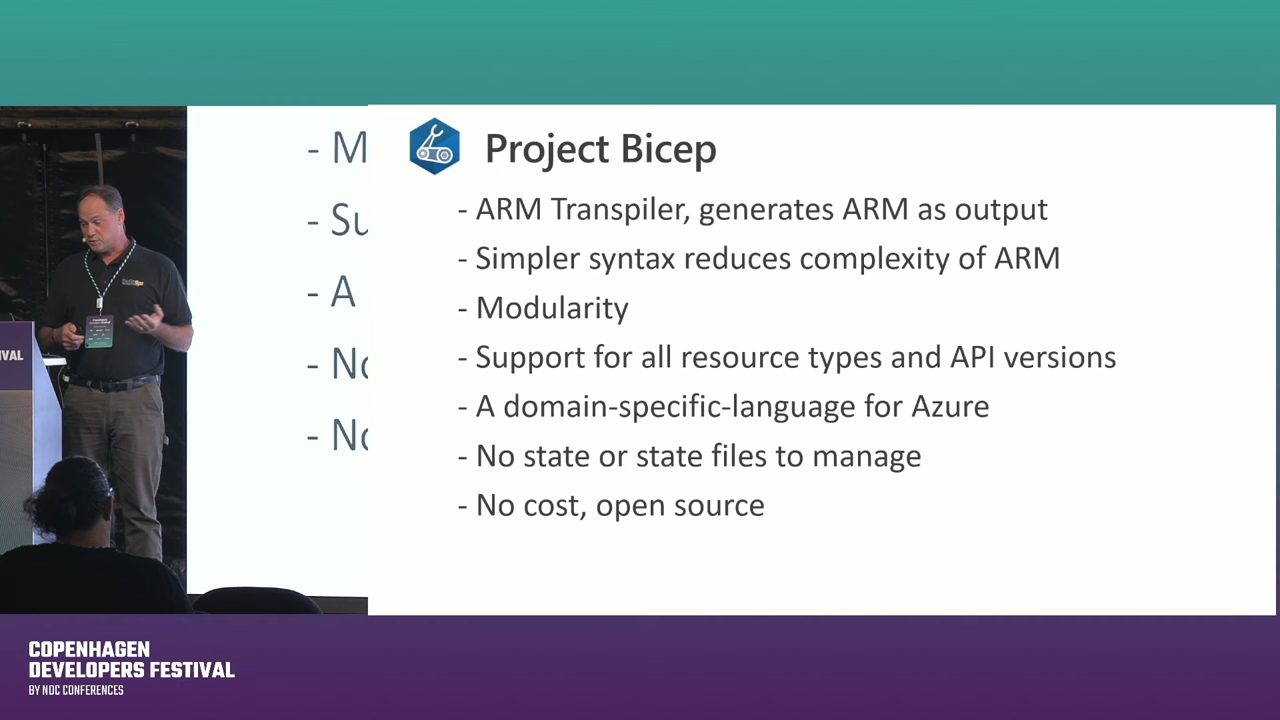 Project Bicep
- ARM Transpiler, generates ARM as output
- Simpler syntax reduces complexity of ARM
- Modularity
- Support for all resource types and API versions
- A domain-specific-language for Azure
- No state or state files to manage
- No cost, open source
- M
- Su
- A
- No
- No
IVAL
COPENHAGEN
DEVELOPERS FESTIVAL
BY NDC CONFERENCES